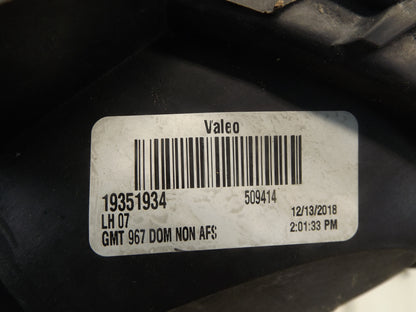 Valeo
19351934 509414
LH 07 12/13/2018
GMT 967 DOM NON AFS 2:01:33 PM